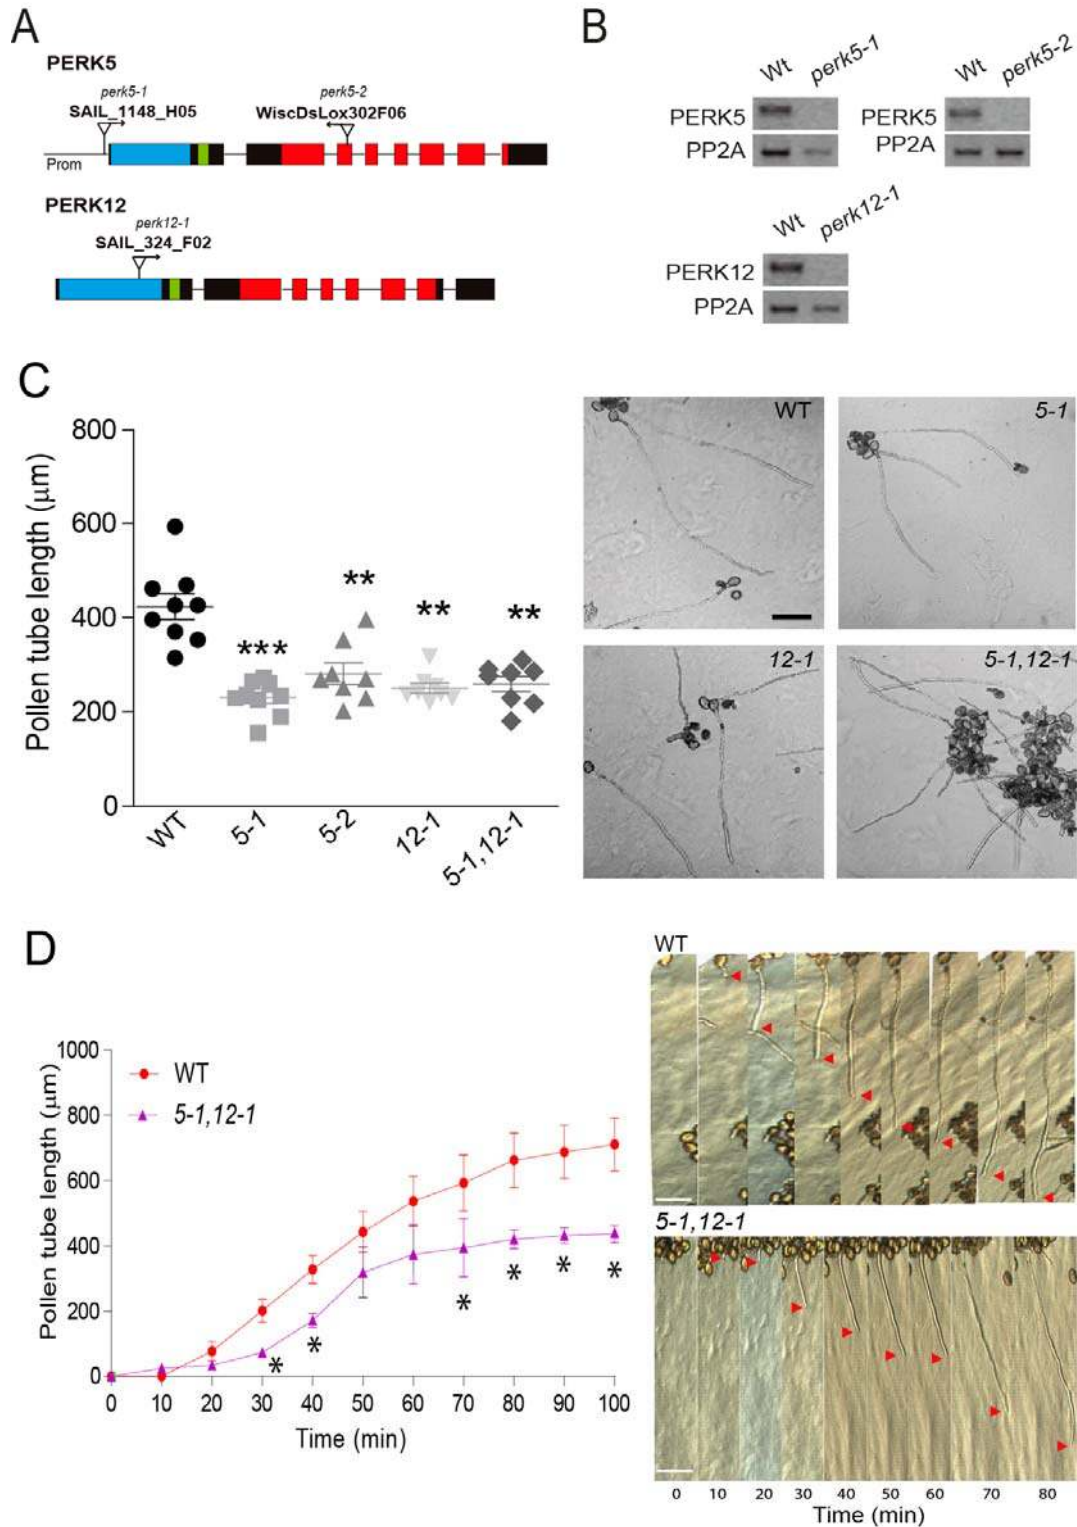 A
PERK5
perk5-1
SAIL_1148_H05
perk5-2
WiscDsLox302F06
Prom
PERK12
perk12-1
SAIL_324_F02
B
Wt perk5-1
PERK5
PP2A
Wt perk5-2
PERK5
PP2A
Wt perk12-1
PERK12
PP2A
C
Pollen tube length (μm)
800
600
400
200
0
***
**
**
**
WT
5-1
5-2
12-1
5-1,12-1
WT
5-1
12-1
5-1,12-1
D
Pollen tube length (μm)
1000
800
600
400
200
0
WT
5-1,12-1
*
*
*
*
*
*
0 10 20 30 40 50 60 70 80 90 100
Time (min)
WT
5-1,12-1
0 10 20 30 40 50 60 70 80
Time (min)